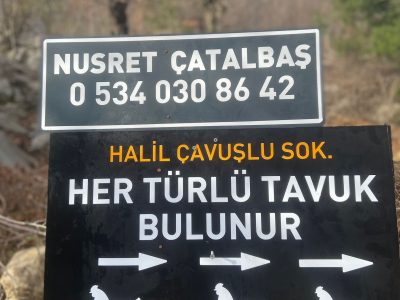 NUSRET ÇATALBAŞ
0 534 030 86 42
HALİL ÇAVUŞLU SOK.
HER TÜRLÜ TAVUK
BULUNUR